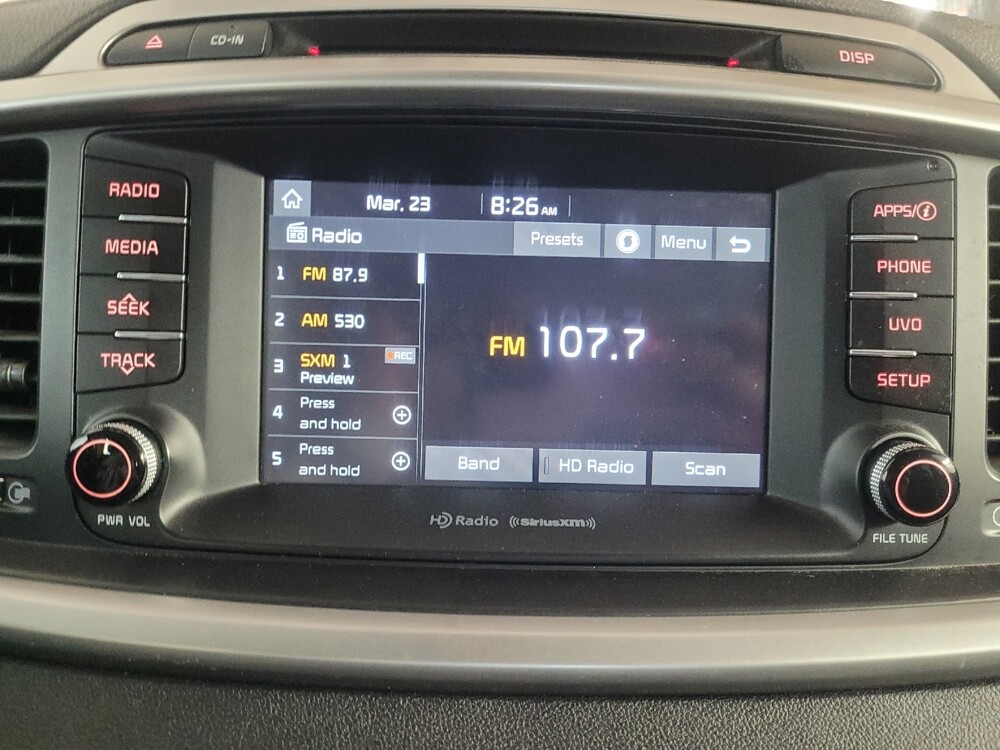 CD-IN
DISP
RADIO
MEDIA
SEEK
TRACK
PWR VOL
Mar. 23 8:26 AM
Radio
Presets
Menu
1 FM 87.9
2 AM 530
3 SXM 1 REC
Preview
4 Press
and hold
5 Press
and hold
FM 107.7
Band
HD Radio
Scan
HD Radio ((SiriusXM))
APPS/i
PHONE
UVO
SETUP
FILE TUNE